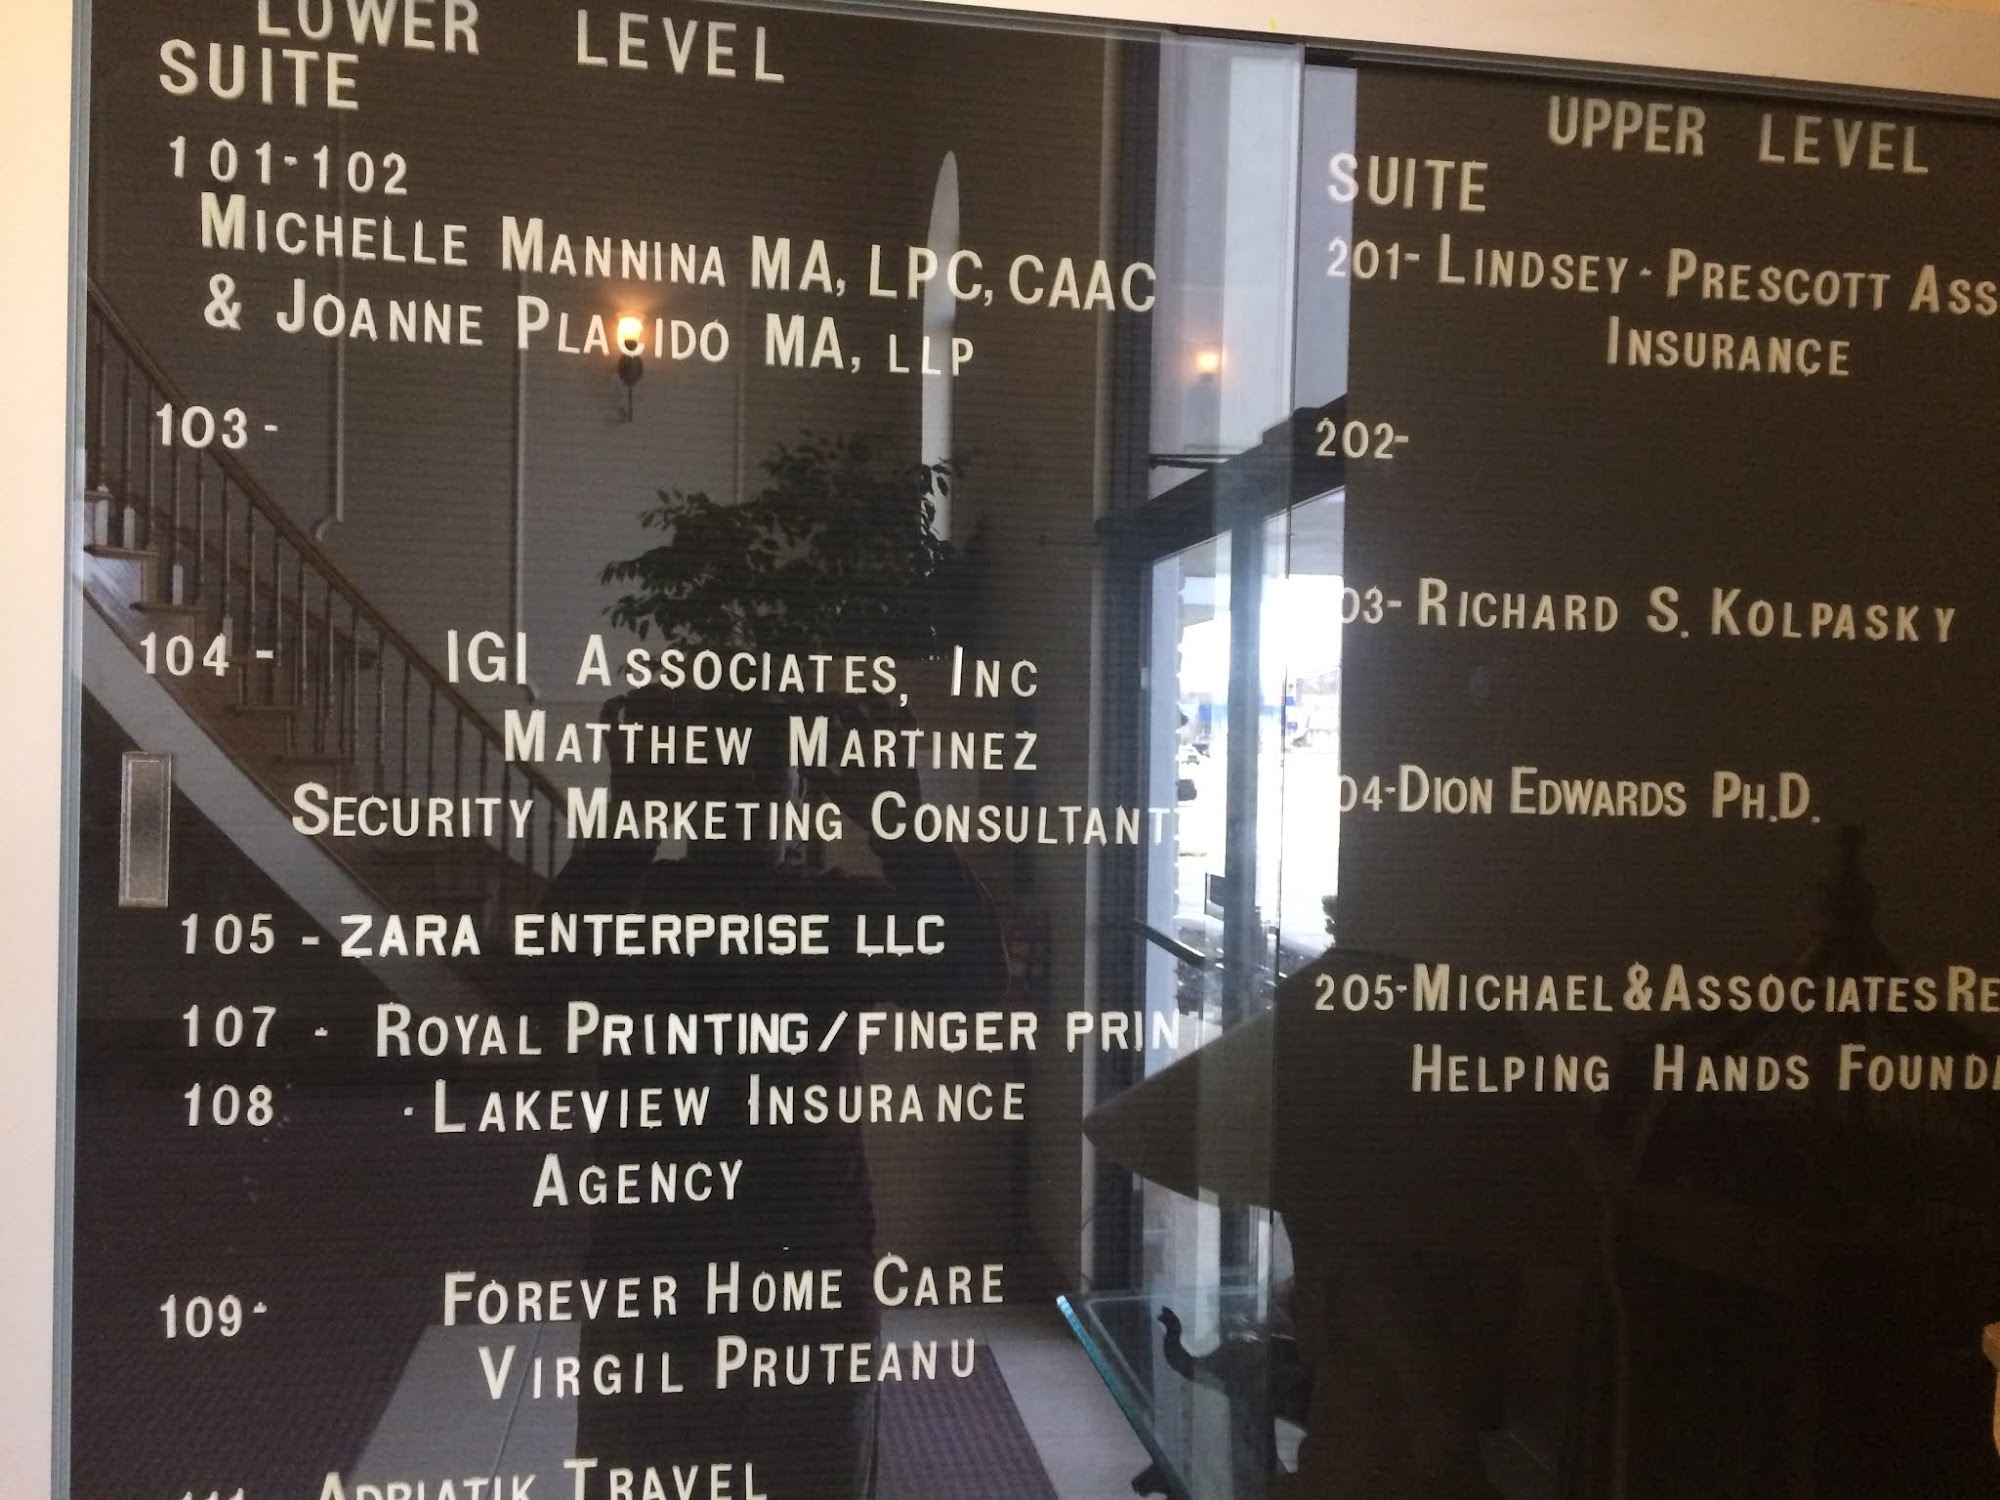 LOWER LEVEL
SUITE
101-102
MICHELLE MANNINA MA, LPC, CAAC
& JOANNE PLACIDO MA, LLP
103-
104 - IGI ASSOCIATES, INC
MATTHEW MARTINEZ
SECURITY MARKETING CONSULTANT
105 - ZARA ENTERPRISE LLC
107 - ROYAL PRINTING/FINGER PRIN
108 - LAKEVIEW INSURANCE
AGENCY
109- FOREVER HOME CARE
VIRGIL PRUTEANU
111 ADRIATIK TRAVEL
UPPER LEVEL
SUITE
201- LINDSEY - PRESCOTT ASS
INSURANCE
202-
03- RICHARD S. KOLPASKY
04- DION EDWARDS PH.D.
205- MICHAEL & ASSOCIATES RE
HELPING HANDS FOUND